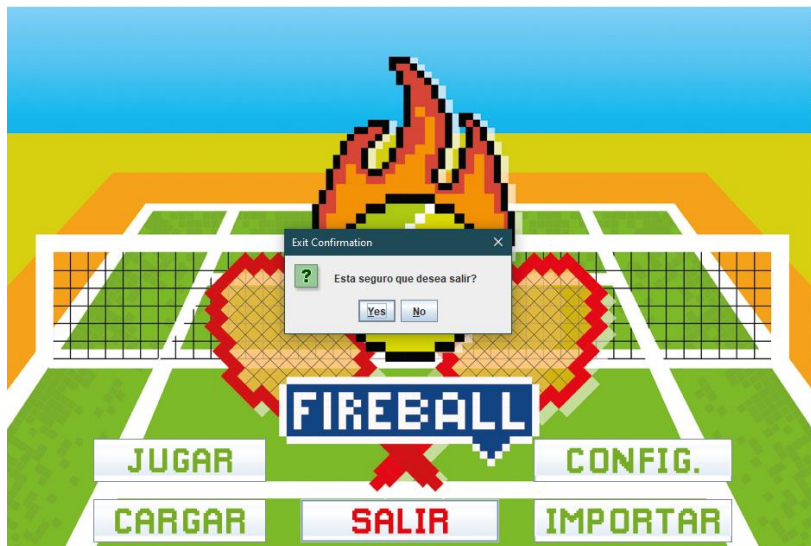 Exit Confirmation
Esta seguro que desea salir?
Yes No
FIREBALL
JUGAR CONFIG.
CARGAR SALIR IMPORTAR